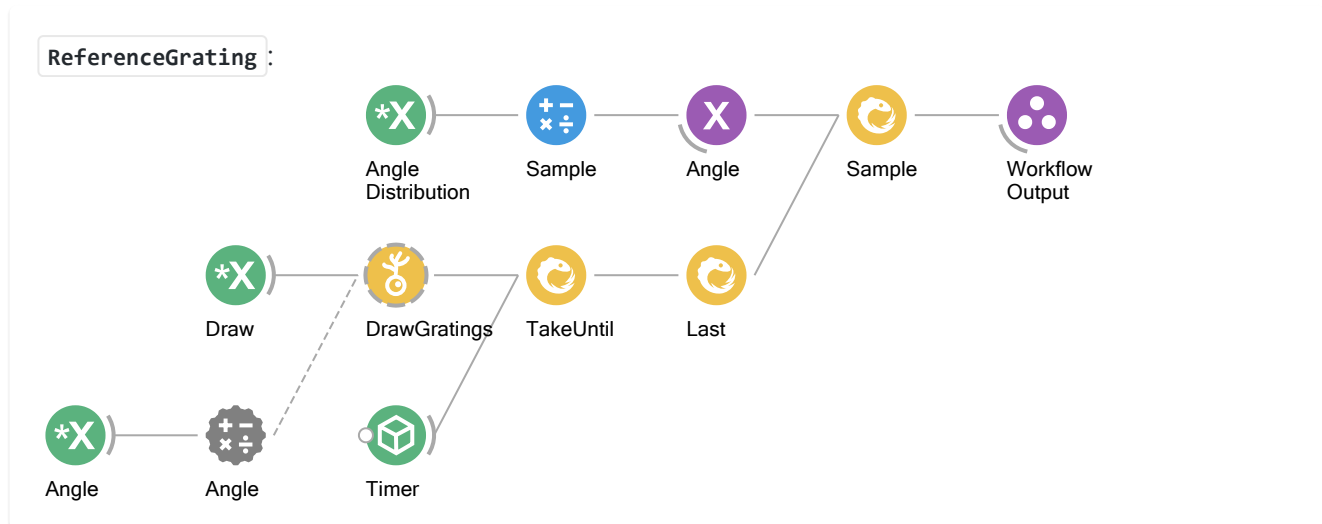 ReferenceGrating:
Angle
Distribution
Sample
Angle
Sample
Workflow
Output
Draw
DrawGratings
TakeUntil
Last
Angle
Angle
Timer